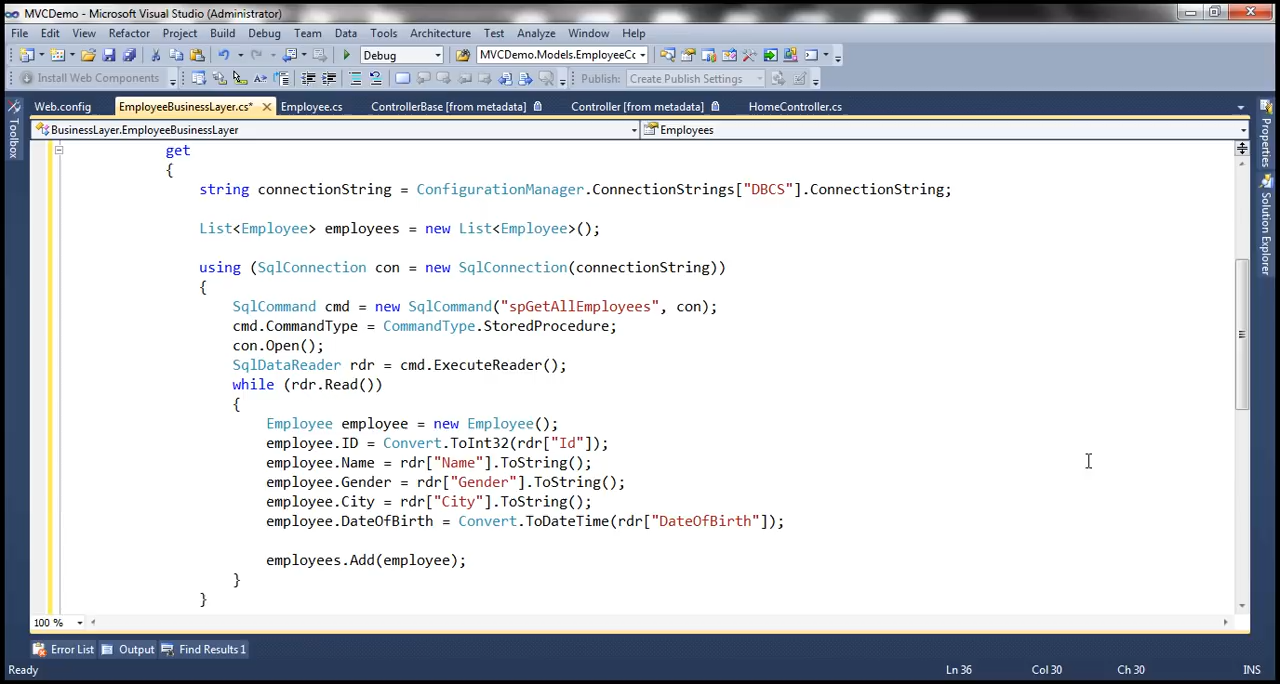 MVCDemo - Microsoft Visual Studio (Administrator)
File Edit View Refactor Project Build Debug Team Data Tools Architecture Test Analyze Window Help
Debug MVCDemo.Models.EmployeeCo
Install Web Components Publish: Create Publish Settings
Web.config EmployeeBusinessLayer.cs* Employee.cs ControllerBase [from metadata] Controller [from metadata] HomeController.cs
BusinessLayer.EmployeeBusinessLayer Employees
Toolbox
Properties
Solution Explorer
get
{
string connectionString = ConfigurationManager.ConnectionStrings["DBCS"].ConnectionString;
List<Employee> employees = new List<Employee>();
using (SqlConnection con = new SqlConnection(connectionString))
{
SqlCommand cmd = new SqlCommand("spGetAllEmployees", con);
cmd.CommandType = CommandType.StoredProcedure;
con.Open();
SqlDataReader rdr = cmd.ExecuteReader();
while (rdr.Read())
{
Employee employee = new Employee();
employee.ID = Convert.ToInt32(rdr["Id"]);
employee.Name = rdr["Name"].ToString();
employee.Gender = rdr["Gender"].ToString();
employee.City = rdr["City"].ToString();
employee.DateOfBirth = Convert.ToDateTime(rdr["DateOfBirth"]);
employees.Add(employee);
}
}
100 %
Error List Output Find Results 1
Ready Ln 36 Col 30 Ch 30 INS